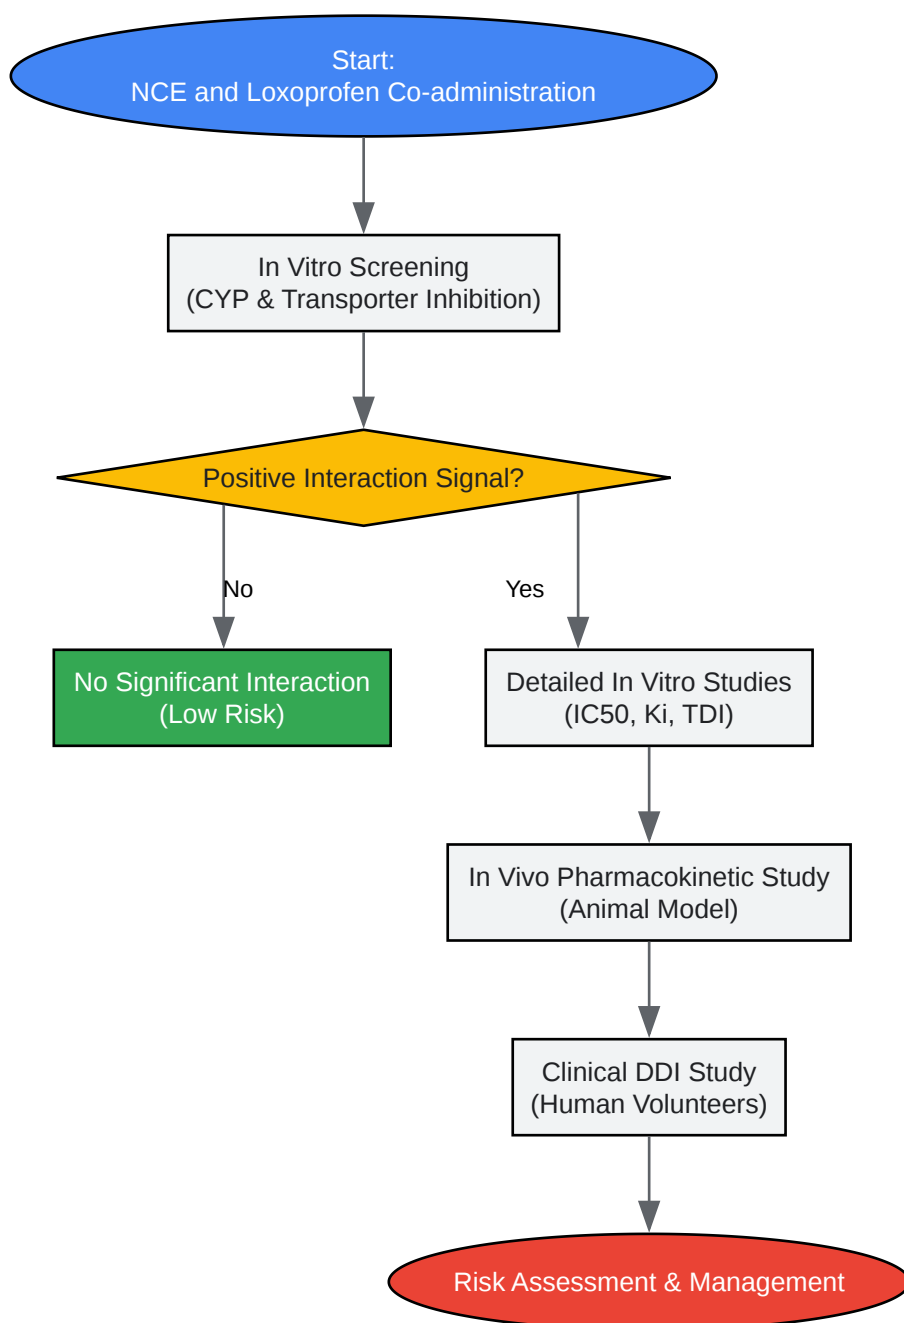 Start:
NCE and Loxoprofen Co-administration
In Vitro Screening
(CYP & Transporter Inhibition)
Positive Interaction Signal?
No
Yes
No Significant Interaction
(Low Risk)
Detailed In Vitro Studies
(IC50, Ki, TDI)
In Vivo Pharmacokinetic Study
(Animal Model)
Clinical DDI Study
(Human Volunteers)
Risk Assessment & Management